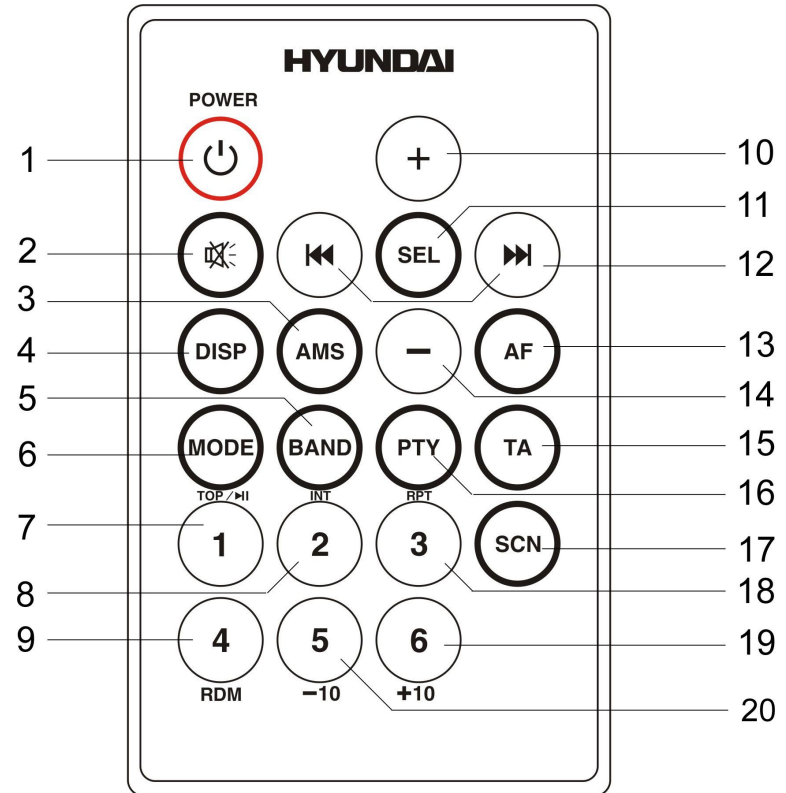 HYUNDAI
POWER
1 + 10
11
2 SEL 12
3
4 DISP AMS − AF 13
14
5
6 MODE BAND PTY TA 15
16
TOP/▶II INT RPT
7 1 2 3 SCN 17
8 18
9 4 5 6 19
RDM −10 +10
20